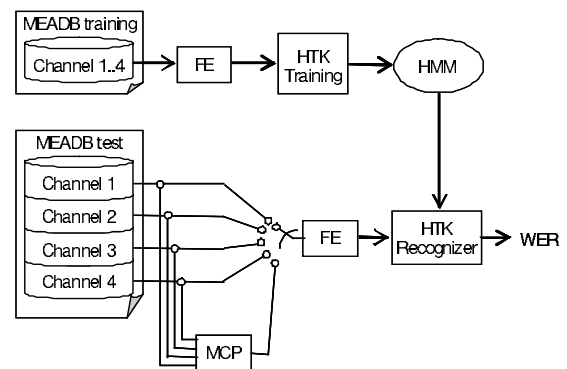 MEADB training
Channel 1..4
FE
HTK
Training
HMM
MEADB test
Channel 1
Channel 2
Channel 3
Channel 4
FE
HTK
Recognizer
WER
MCP